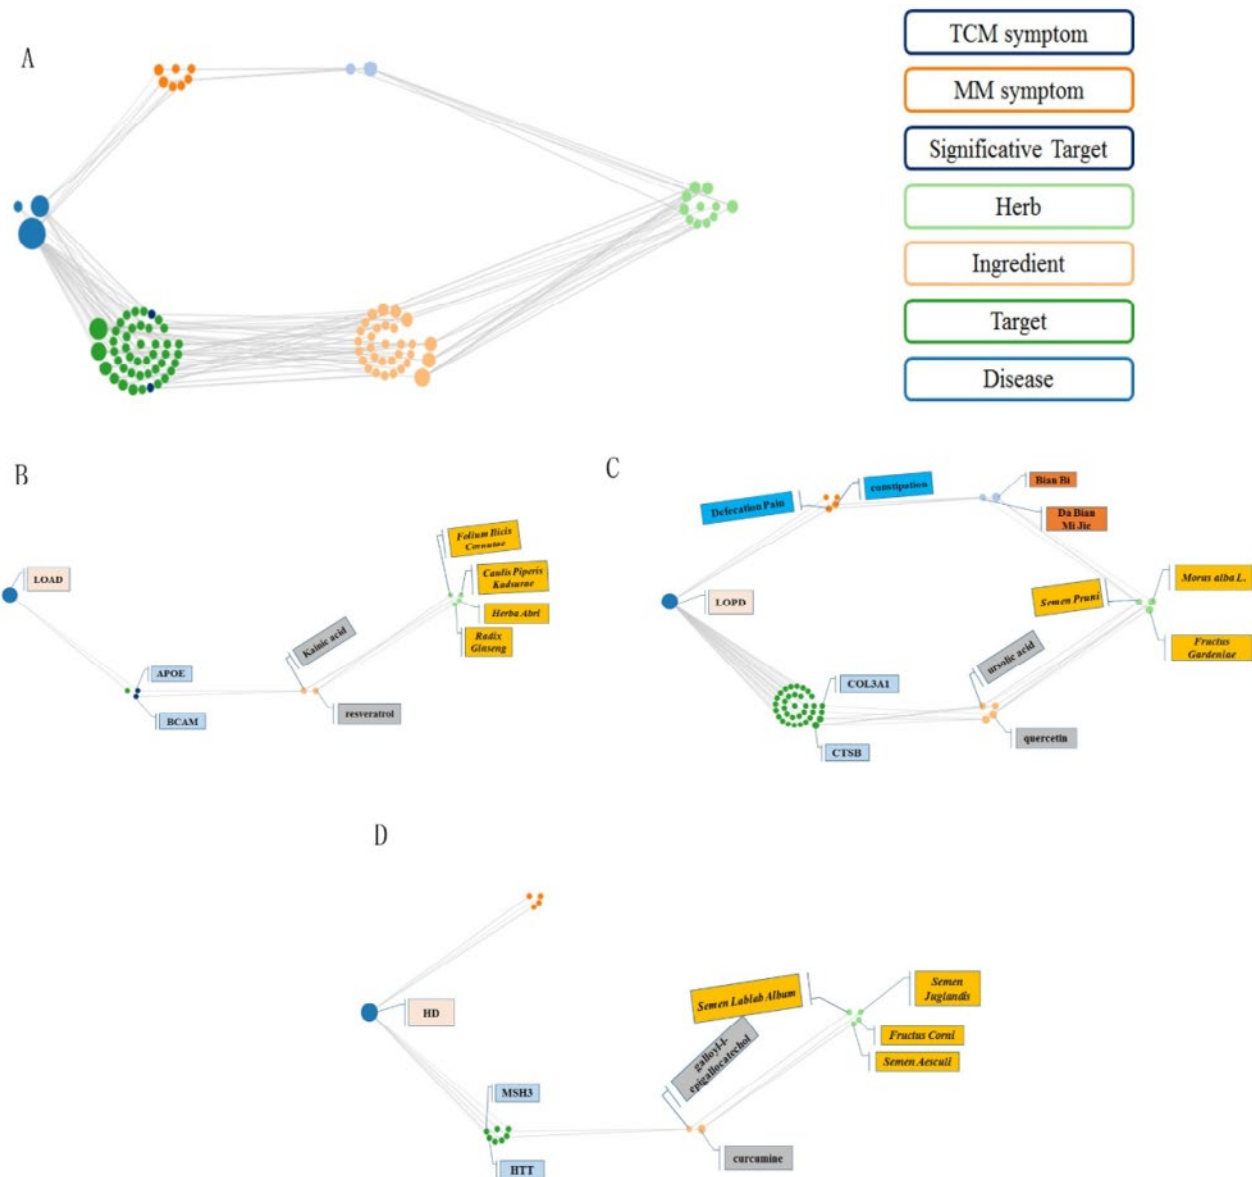 A
TCM symptom
MM symptom
Significative Target
Herb
Ingredient
Target
Disease
B
LOAD
APOE
BCAM
Kainic acid
resveratrol
Folium Ilicis
Cornutae
Caulis Piperis
Kadsurae
Herba Abri
Radix
Ginseng
C
Defecation Pain
constipation
Bian Bi
Da Bian
Mi Jie
LOPD
COL3A1
CTSB
ursolic acid
quercetin
Semen Pruni
Morus alba L.
Fructus
Gardeniae
D
HD
MSH3
HTT
galloyl-l-
epigallocatechol
curcumine
Semen Lablab Album
Semen
Juglandis
Fructus Corni
Semen Aesculi